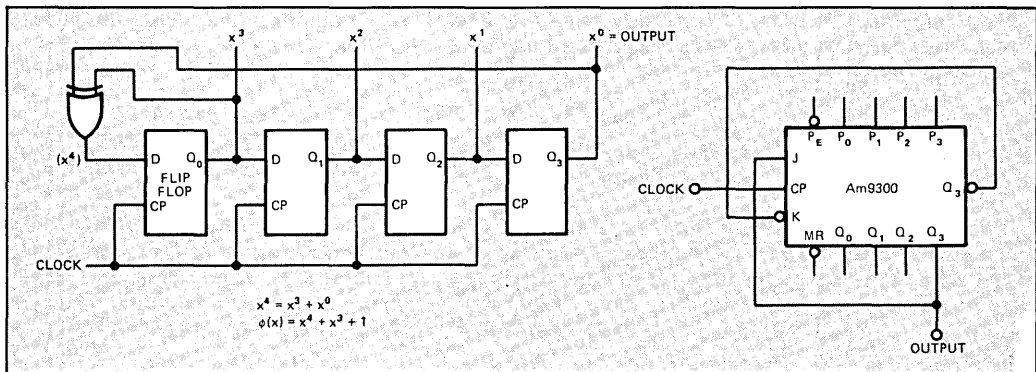 x³ x² x¹ x⁰ = OUTPUT
(x⁴)
D Q₀ D Q₁ D Q₂ D Q₃
FLIP
FLOP
CP CP CP CP
CLOCK
x⁴ = x³ + x⁰
φ(x) = x⁴ + x³ + 1
P_E P₀ P₁ P₂ P₃
J
CLOCK CP Am9300 Q₃
K
MR Q₀ Q₁ Q₂ Q₃
OUTPUT